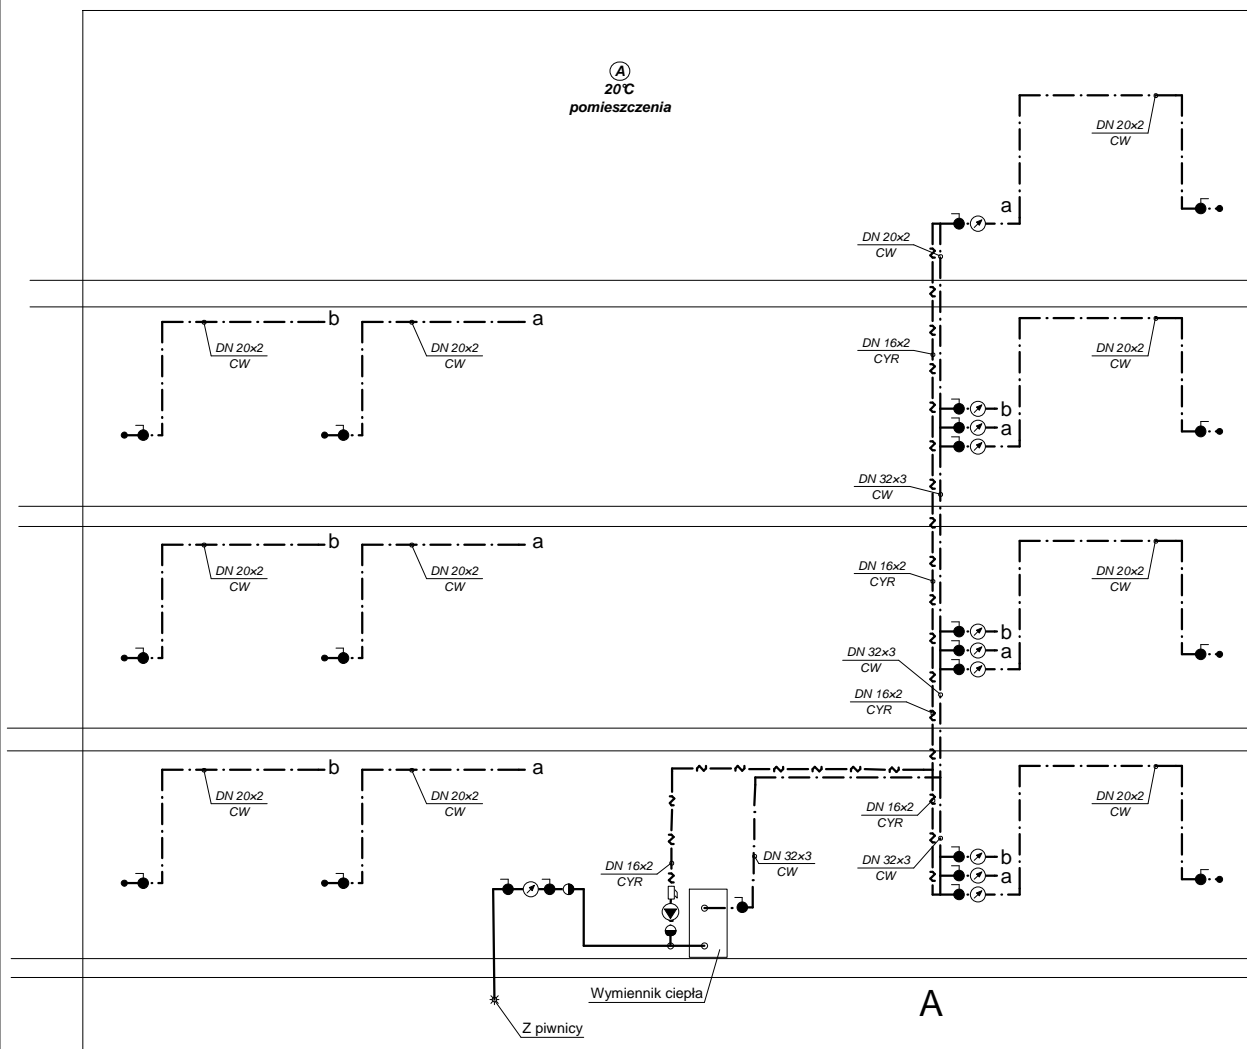 A
20°C
pomieszczenia
DN 20×2
CW
a
DN 20×2
CW
b
a
DN 20×2
CW
DN 20×2
CW
DN 16×2
CYR
DN 20×2
CW
b
a
DN 32×3
CW
b
a
DN 20×2
CW
DN 20×2
CW
DN 16×2
CYR
DN 20×2
CW
b
a
DN 32×3
CW
DN 16×2
CYR
b
a
DN 20×2
CW
DN 20×2
CW
DN 16×2
CYR
DN 20×2
CW
DN 16×2
CYR
DN 32×3
CW
DN 32×3
CW
b
a
Wymiennik ciepła
A
Z piwnicy